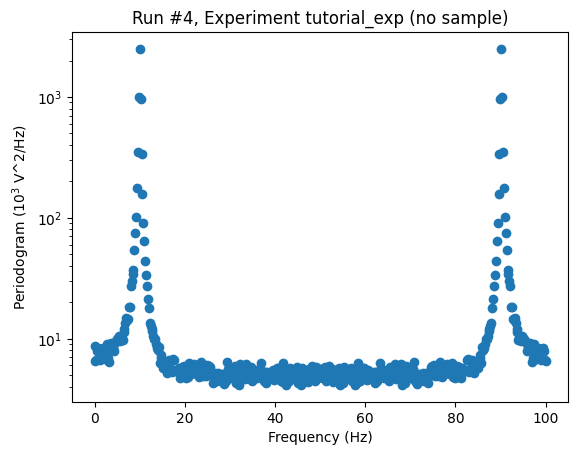 Run #4, Experiment tutorial_exp (no sample)
Periodogram (10³ V^2/Hz)
10³
10²
10¹
0 20 40 60 80 100
Frequency (Hz)